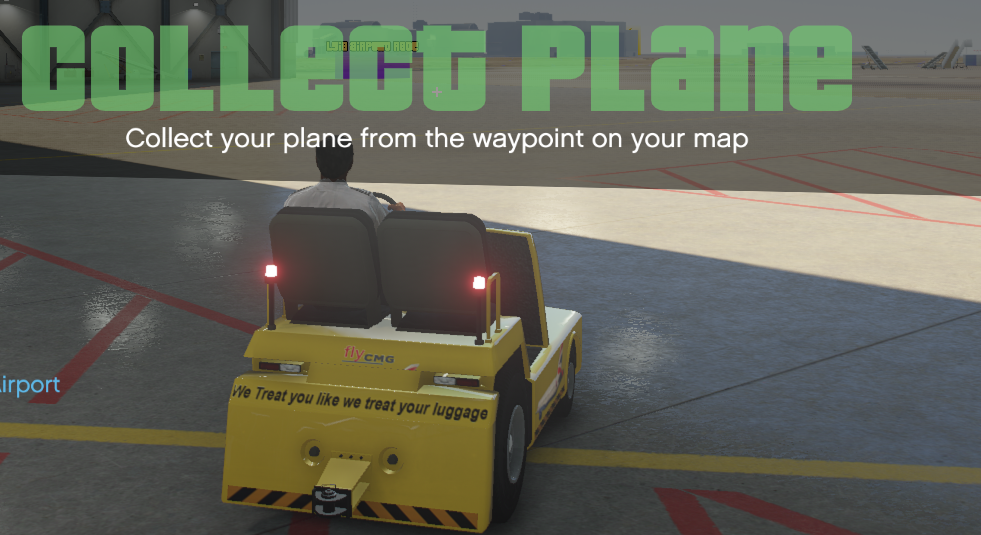 COLLEct PLane
Collect your plane from the waypoint on your map
Airport
fly CMG
We Treat you like we treat your luggage